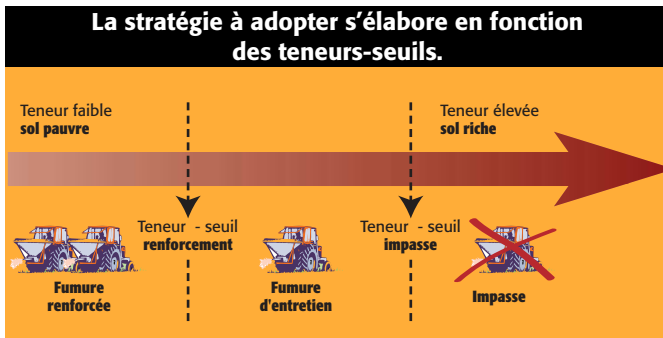 La stratégie à adopter s’élabore en fonction
des teneurs-seuils.
Teneur faible
sol pauvre
Teneur élevée
sol riche
Teneur - seuil
renforcement
Teneur - seuil
impasse
Fumure
renforcée
Fumure
d'entretien
Impasse